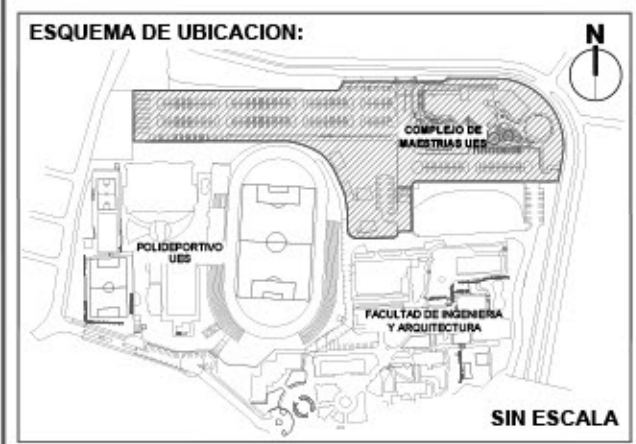 ESQUEMA DE UBICACION:
N
COMPLEJO DE
MAESTRIAS UES
POLIDEPORTIVO
UES
FACULTAD DE INGENIERIA
Y ARQUITECTURA
SIN ESCALA